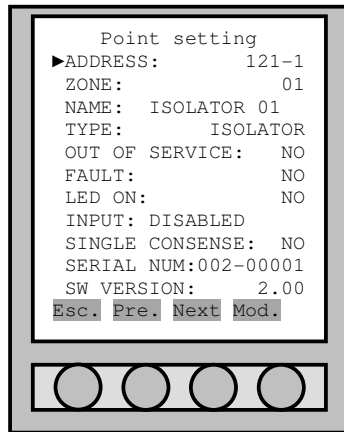 Point setting
►ADDRESS: 121-1
ZONE: 01
NAME: ISOLATOR 01
TYPE: ISOLATOR
OUT OF SERVICE: NO
FAULT: NO
LED ON: NO
INPUT: DISABLED
SINGLE CONSENSE: NO
SERIAL NUM:002-00001
SW VERSION: 2.00
Esc. Pre. Next Mod.